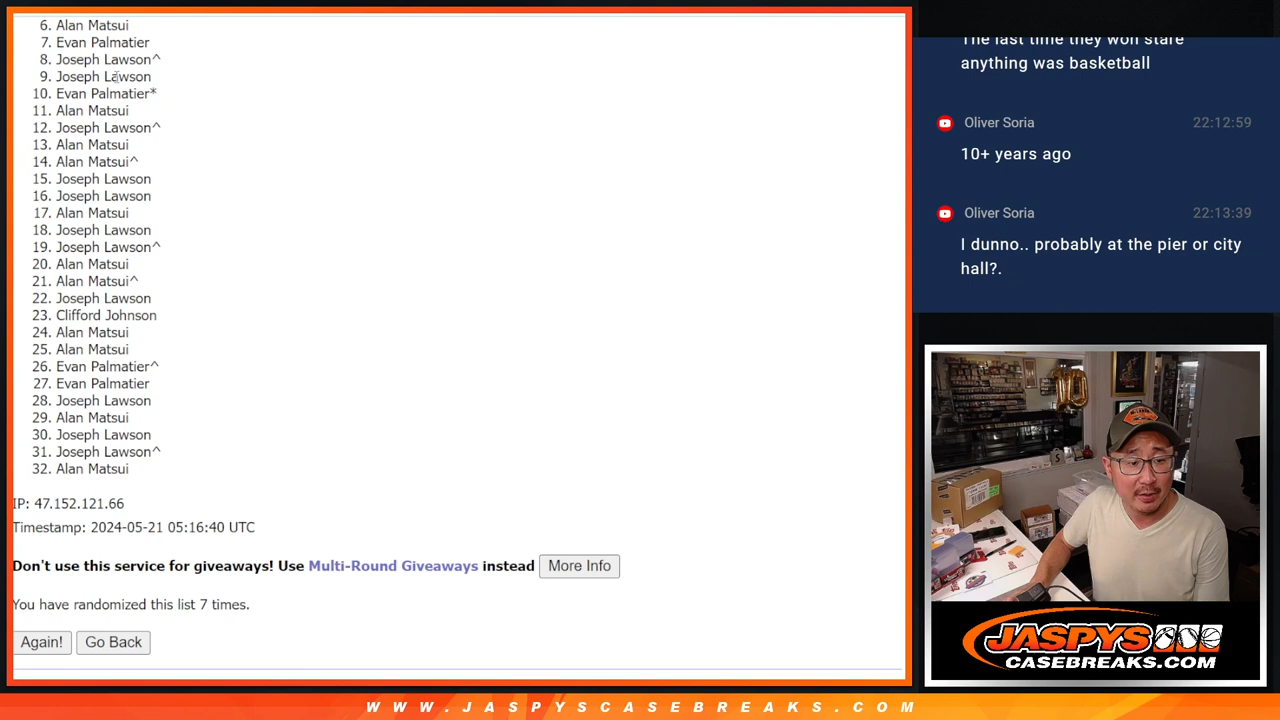 6. Alan Matsui
7. Evan Palmatier
8. Joseph Lawson^
9. Joseph Lawson
10. Evan Palmatier*
11. Alan Matsui
12. Joseph Lawson^
13. Alan Matsui
14. Alan Matsui^
15. Joseph Lawson
16. Joseph Lawson
17. Alan Matsui
18. Joseph Lawson
19. Joseph Lawson^
20. Alan Matsui
21. Alan Matsui^
22. Joseph Lawson
23. Clifford Johnson
24. Alan Matsui
25. Alan Matsui
26. Evan Palmatier^
27. Evan Palmatier
28. Joseph Lawson
29. Alan Matsui
30. Joseph Lawson
31. Joseph Lawson^
32. Alan Matsui
IP: 47.152.121.66
Timestamp: 2024-05-21 05:16:40 UTC
Don't use this service for giveaways! Use Multi-Round Giveaways instead More Info
You have randomized this list 7 times.
Again! Go Back
The last time they won stare
anything was basketball
Oliver Soria 22:12:59
10+ years ago
Oliver Soria 22:13:39
I dunno.. probably at the pier or city
hall?.
10
JASPYS
CASEBREAKS.COM
WWW.JASPYSCASEBREAKS.COM